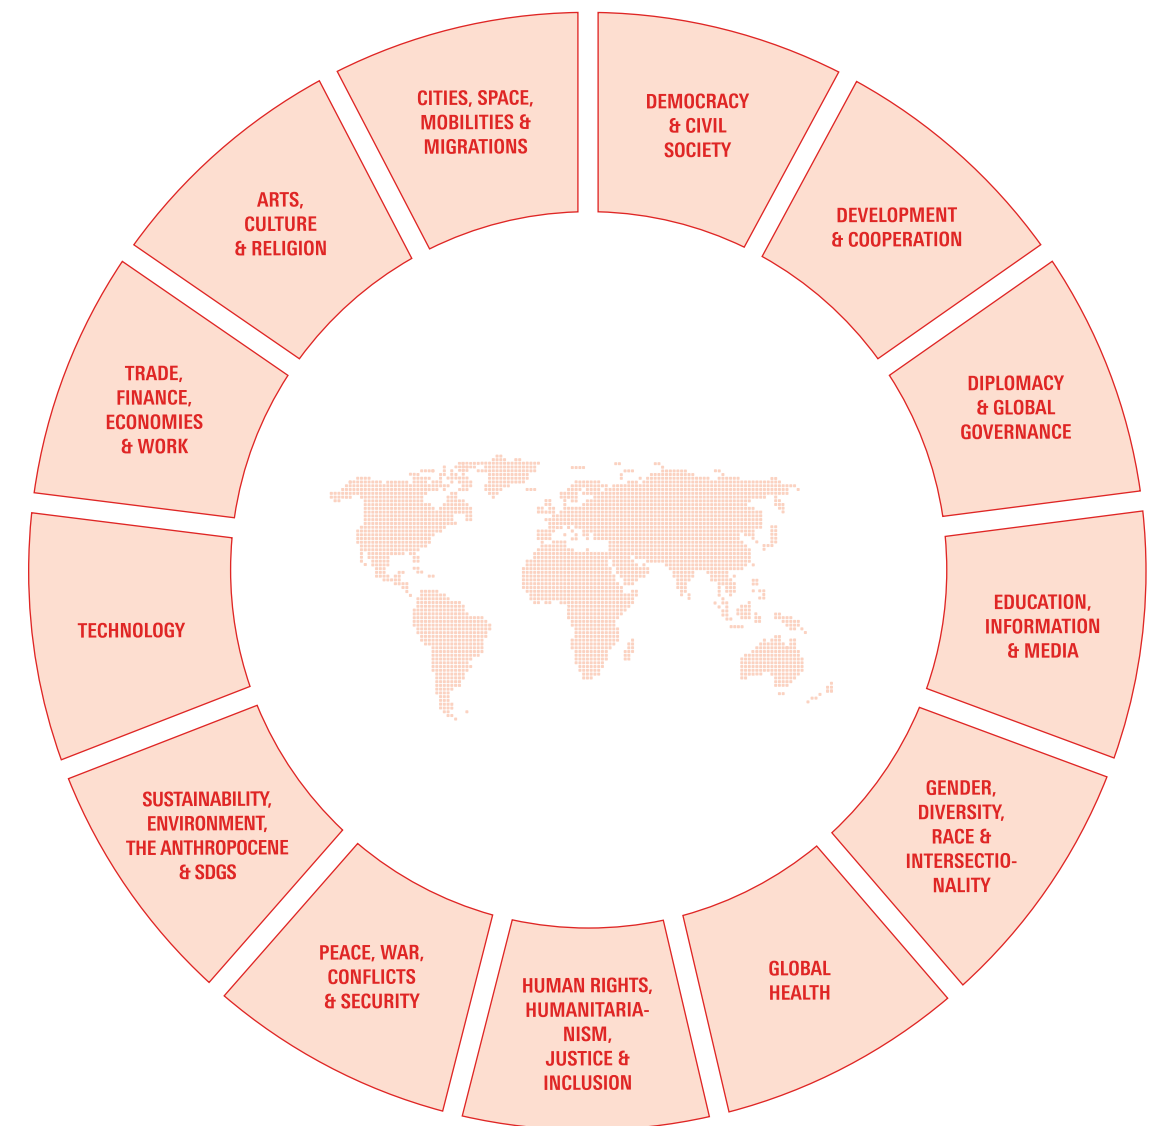 CITIES, SPACE,
MOBILITIES &
MIGRATIONS
DEMOCRACY
& CIVIL
SOCIETY
DEVELOPMENT
& COOPERATION
DIPLOMACY
& GLOBAL
GOVERNANCE
EDUCATION,
INFORMATION
& MEDIA
GENDER,
DIVERSITY,
RACE &
INTERSECTIO-
NALITY
GLOBAL
HEALTH
HUMAN RIGHTS,
HUMANITARIA-
NISM,
JUSTICE &
INCLUSION
PEACE, WAR,
CONFLICTS
& SECURITY
SUSTAINABILITY,
ENVIRONMENT,
THE ANTHROPOCENE
& SDGS
TECHNOLOGY
TRADE,
FINANCE,
ECONOMIES
& WORK
ARTS,
CULTURE
& RELIGION